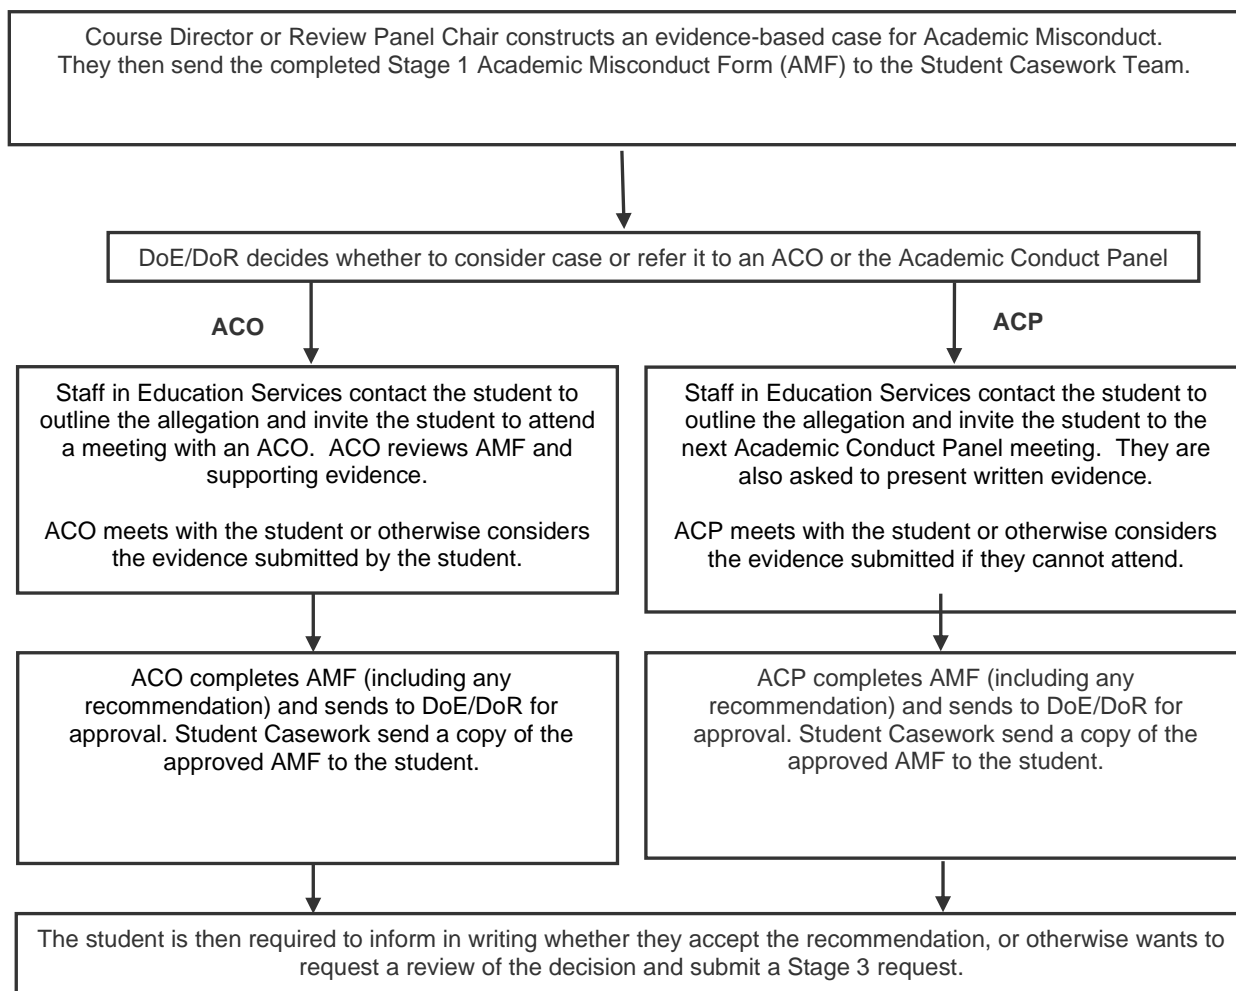 Course Director or Review Panel Chair constructs an evidence-based case for Academic Misconduct.
They then send the completed Stage 1 Academic Misconduct Form (AMF) to the Student Casework Team.
DoE/DoR decides whether to consider case or refer it to an ACO or the Academic Conduct Panel
ACO
ACP
Staff in Education Services contact the student to
outline the allegation and invite the student to attend
a meeting with an ACO.  ACO reviews AMF and
supporting evidence.
ACO meets with the student or otherwise considers
the evidence submitted by the student.
Staff in Education Services contact the student to
outline the allegation and invite the student to the
next Academic Conduct Panel meeting.  They are
also asked to present written evidence.
ACP meets with the student or otherwise considers
the evidence submitted if they cannot attend.
ACO completes AMF (including any
recommendation) and sends to DoE/DoR for
approval. Student Casework send a copy of the
approved AMF to the student.
ACP completes AMF (including any
recommendation) and sends to DoE/DoR for
approval. Student Casework send a copy of the
approved AMF to the student.
The student is then required to inform in writing whether they accept the recommendation, or otherwise wants to
request a review of the decision and submit a Stage 3 request.